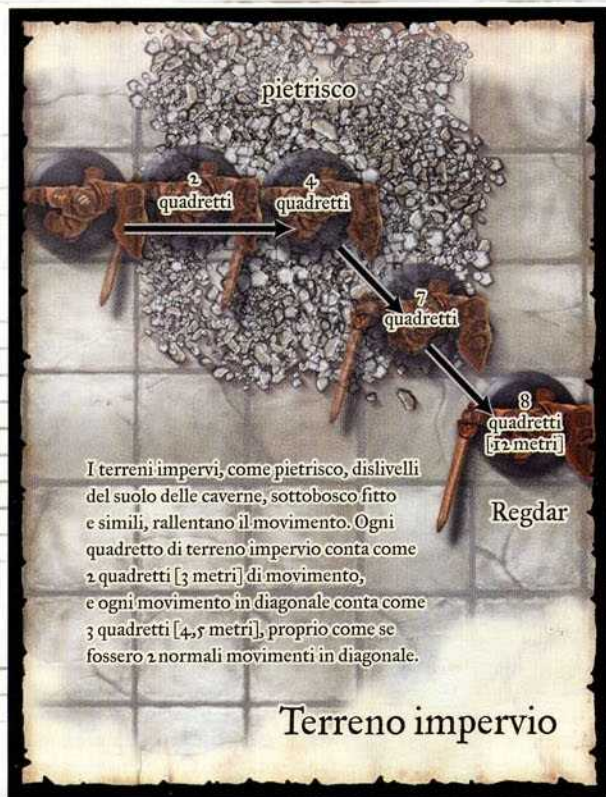 pietrisco
2
quadretti
4
quadretti
7
quadretti
8
quadretti
[12 metri]
Regdar
I terreni impervi, come pietrisco, dislivelli
del suolo delle caverne, sottobosco fitto
e simili, rallentano il movimento. Ogni
quadretto di terreno impervio conta come
2 quadretti [3 metri] di movimento,
e ogni movimento in diagonale conta come
3 quadretti [4,5 metri], proprio come se
fossero 2 normali movimenti in diagonale.
Terreno impervio